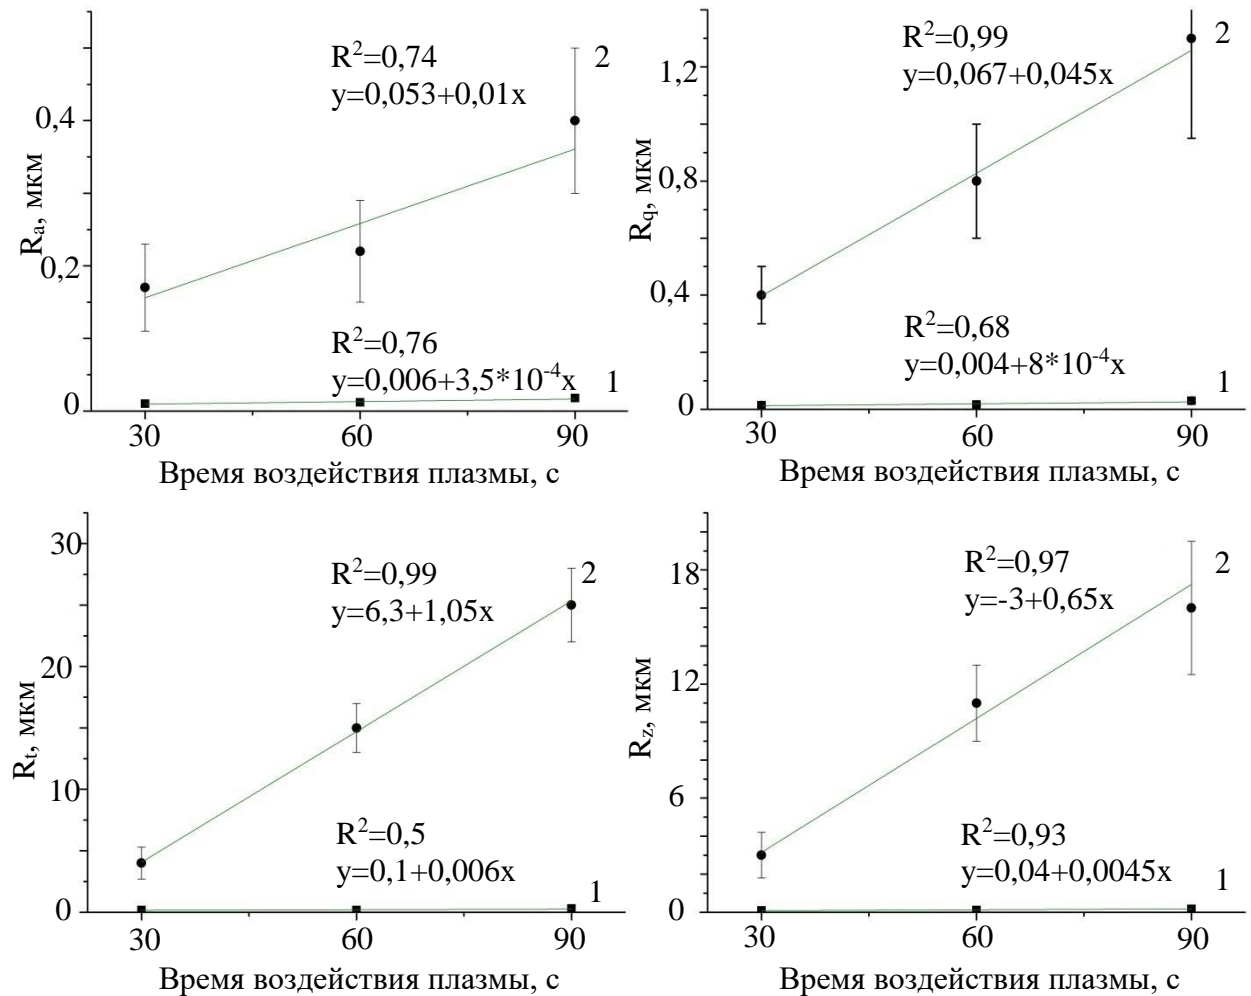 R²=0,74
y=0,053+0,01x
2
0,4
Rₐ, мкм
0,2
R²=0,76
y=0,006+3,5*10⁻⁴x
1
0
30
60
90
Время воздействия плазмы, с
R²=0,99
y=0,067+0,045x
2
1,2
R_q, мкм
0,8
0,4
R²=0,68
y=0,004+8*10⁻⁴x
1
0
30
60
90
Время воздействия плазмы, с
30
R²=0,99
y=6,3+1,05x
2
20
Rₜ, мкм
10
R²=0,5
y=0,1+0,006x
1
0
30
60
90
Время воздействия плазмы, с
R²=0,97
y=-3+0,65x
2
18
12
R_z, мкм
6
R²=0,93
y=0,04+0,0045x
1
0
30
60
90
Время воздействия плазмы, с